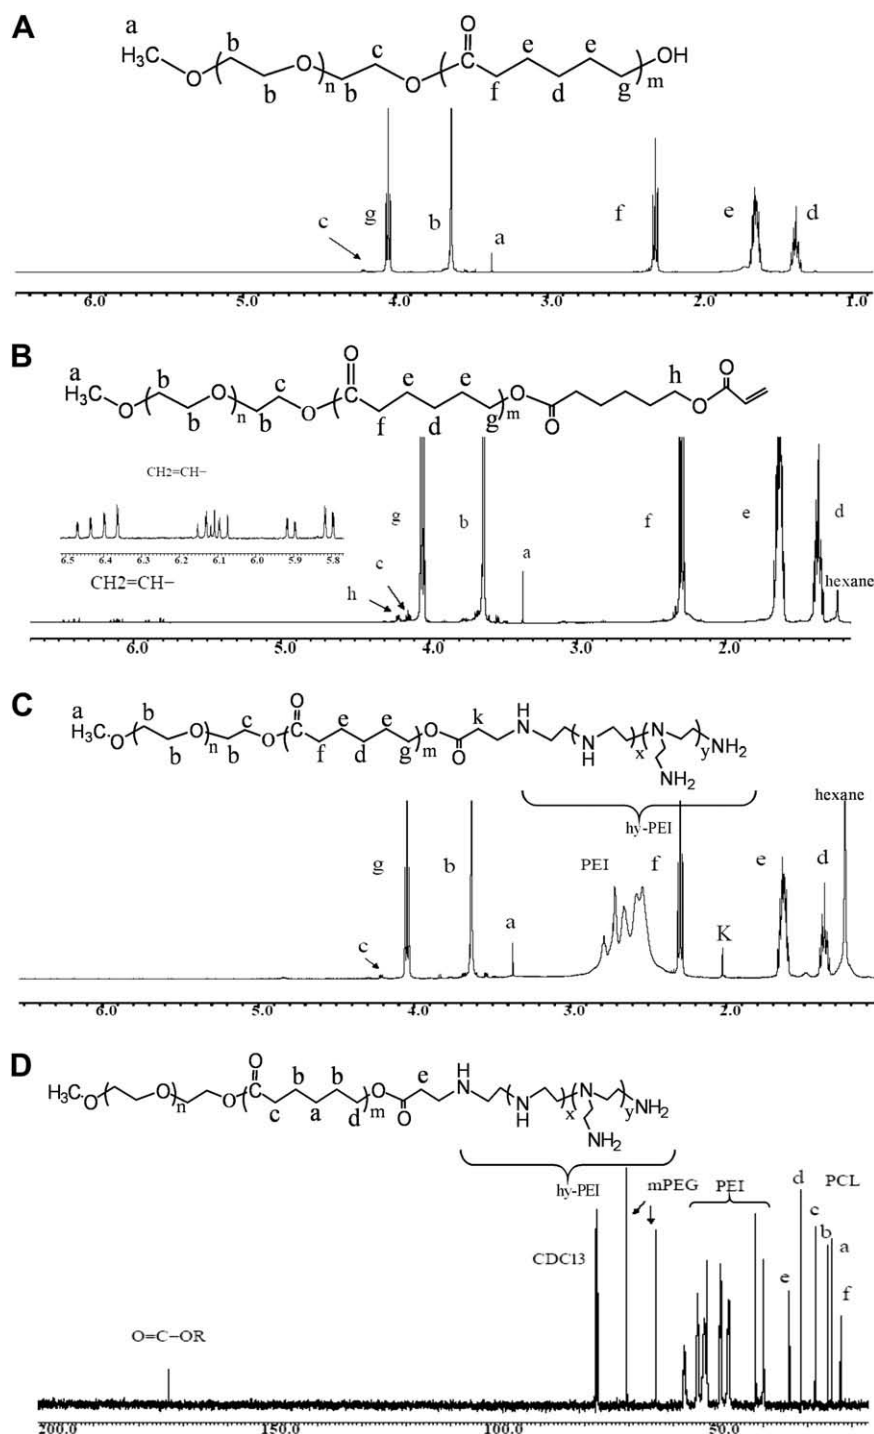 A
a
H3C
O
b
b
O
n
b
c
O
O
C
f
e
d
e
g
m
OH
c
g
b
a
f
e
d
6.0 5.0 4.0 3.0 2.0 1.0
B
a
H3C
O
b
b
O
n
b
c
O
O
f
e
d
e
g
m
O
O
h
O
O
CH2=CH−
6.5 6.4 6.3 6.2 6.1 6.0 5.9 5.8
CH2=CH−
h
c
g
b
a
f
e
d
hexane
6.0 5.0 4.0 3.0 2.0
C
a
H3C
O
b
b
O
n
b
c
O
O
f
e
d
e
g
m
O
O
k
H
N
N
H
x
N
y
NH2
NH2
hy-PEI
g
c
b
a
PEI
f
K
e
d
hexane
6.0 5.0 4.0 3.0 2.0
D
H3C
O
O
n
O
O
c
b
a
b
d
m
O
O
e
H
N
N
H
x
N
y
NH2
NH2
hy-PEI
mPEG
PEI
PCL
CDCl3
O=C−OR
e
d
c
b
a
f
200.0 150.0 100.0 50.0